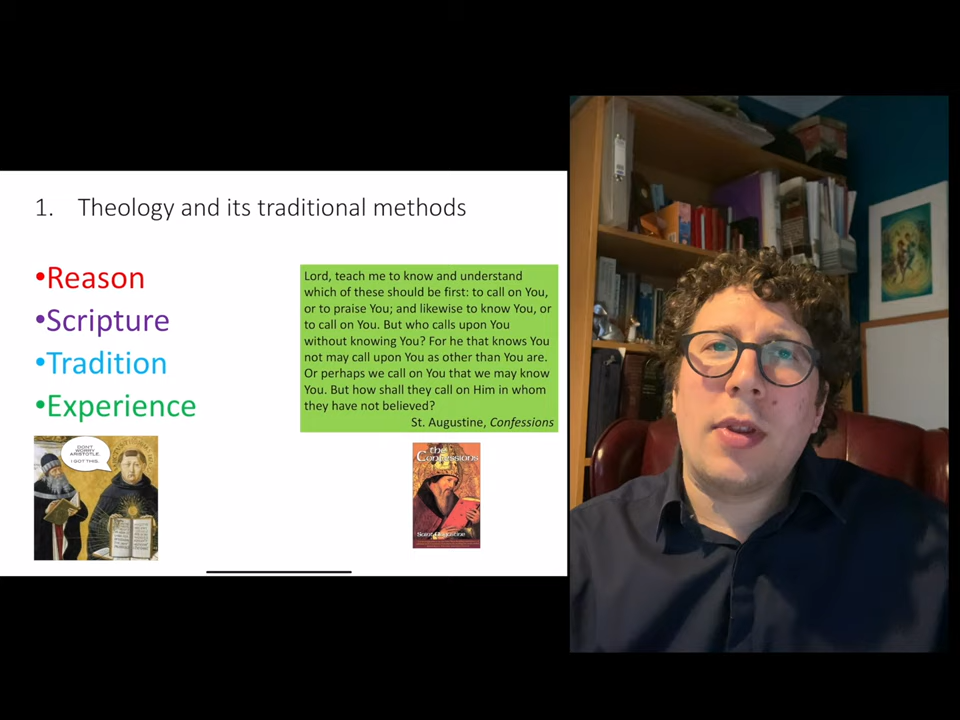 1. Theology and its traditional methods
•Reason
•Scripture
•Tradition
•Experience
Lord, teach me to know and understand
which of these should be first: to call on You,
or to praise You; and likewise to know You, or
to call on You. But who calls upon You
without knowing You? For he that knows You
not may call upon You as other than You are.
Or perhaps we call on You that we may know
You. But how shall they call on Him in whom
they have not believed?
St. Augustine, Confessions
DON'T
WORRY
ARISTOTLE,
I GOT THIS.
the
Confessions
Saint Augustine